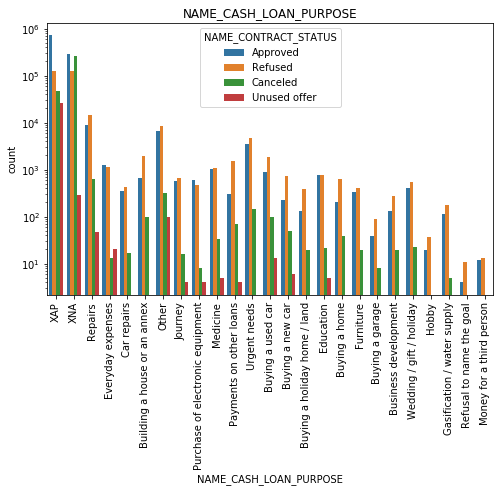 NAME_CASH_LOAN_PURPOSE
NAME_CONTRACT_STATUS
Approved
Refused
Canceled
Unused offer
count
10^6
10^5
10^4
10^3
10^2
10^1
XAP
XNA
Repairs
Everyday expenses
Car repairs
Building a house or an annex
Other
Journey
Purchase of electronic equipment
Medicine
Payments on other loans
Urgent needs
Buying a used car
Buying a new car
Buying a holiday home / land
Education
Buying a home
Furniture
Buying a garage
Business development
Wedding / gift / holiday
Hobby
Gasification / water supply
Refusal to name the goal
Money for a third person
NAME_CASH_LOAN_PURPOSE